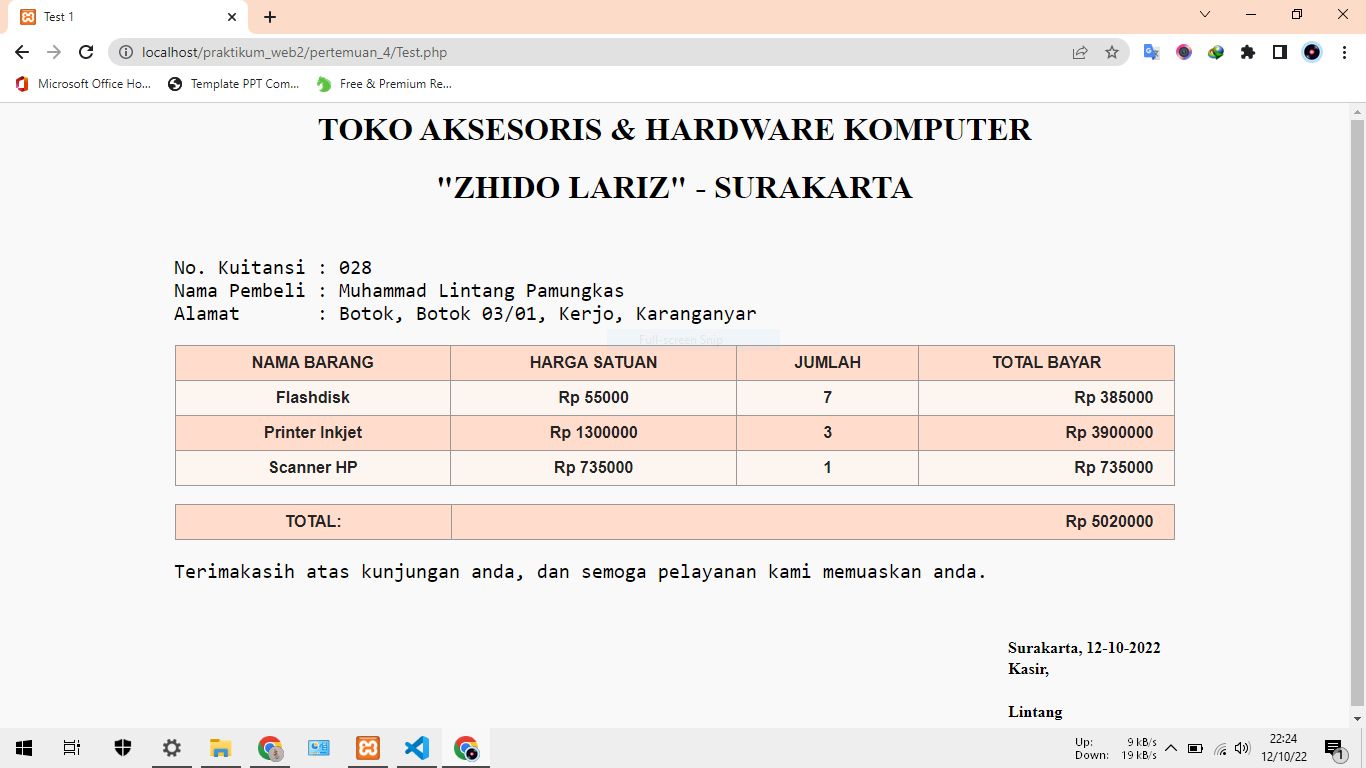 Test 1
localhost/praktikum_web2/pertemuan_4/Test.php
Microsoft Office Ho... Template PPT Com... Free & Premium Re...
TOKO AKSESORIS & HARDWARE KOMPUTER
"ZHIDO LARIZ" - SURAKARTA
No. Kuitansi : 028
Nama Pembeli : Muhammad Lintang Pamungkas
Alamat : Botok, Botok 03/01, Kerjo, Karanganyar
Full-screen Snip
NAMA BARANG HARGA SATUAN JUMLAH TOTAL BAYAR
Flashdisk Rp 55000 7 Rp 385000
Printer Inkjet Rp 1300000 3 Rp 3900000
Scanner HP Rp 735000 1 Rp 735000
TOTAL: Rp 5020000
Terimakasih atas kunjungan anda, dan semoga pelayanan kami memuaskan anda.
Surakarta, 12-10-2022
Kasir,
Lintang
Up: 9 kB/s
Down: 19 kB/s
22:24
12/10/22
1